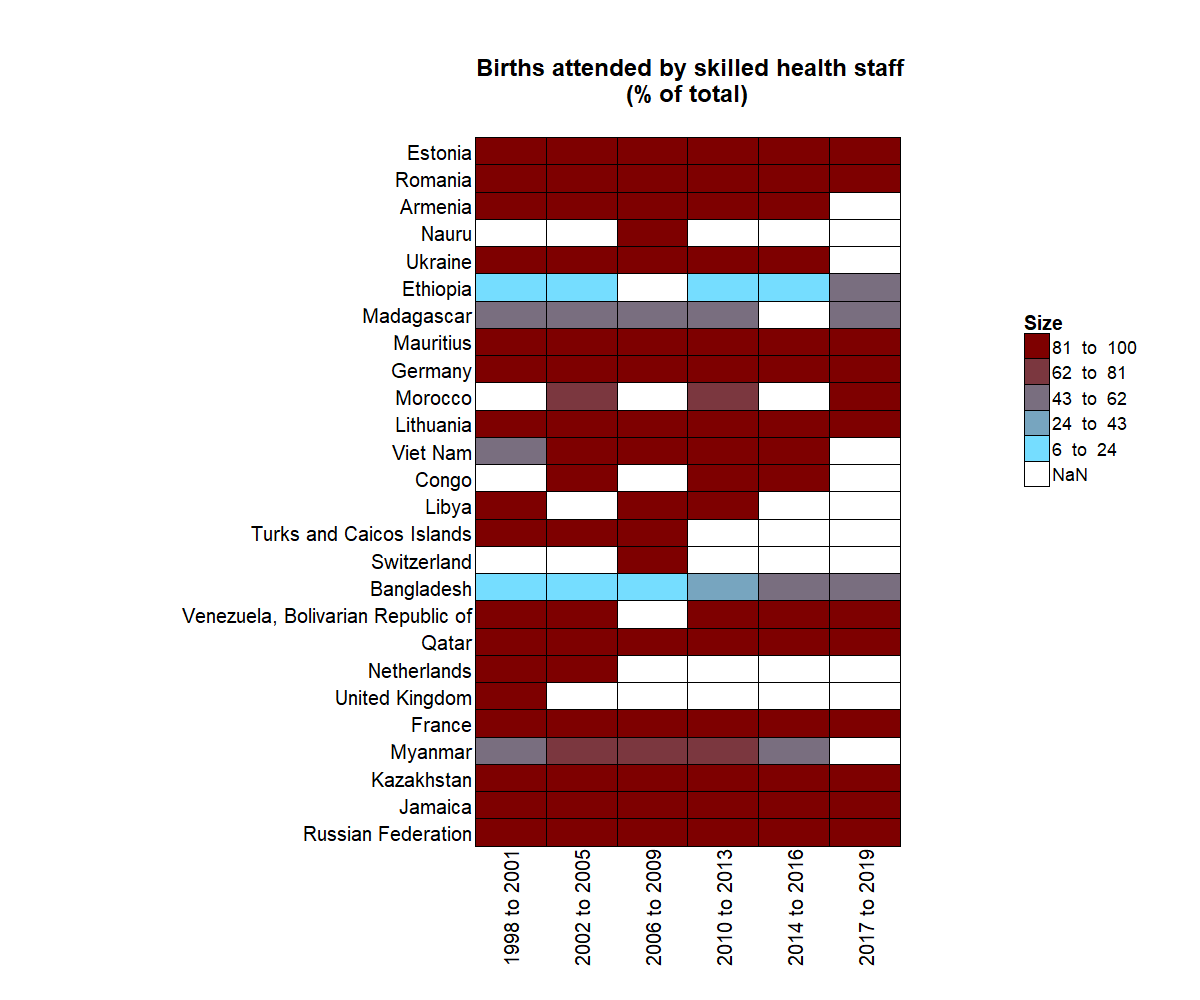 Births attended by skilled health staff
(% of total)
Estonia
Romania
Armenia
Nauru
Ukraine
Ethiopia
Madagascar
Mauritius
Germany
Morocco
Lithuania
Viet Nam
Congo
Libya
Turks and Caicos Islands
Switzerland
Bangladesh
Venezuela, Bolivarian Republic of
Qatar
Netherlands
United Kingdom
France
Myanmar
Kazakhstan
Jamaica
Russian Federation
1998 to 2001
2002 to 2005
2006 to 2009
2010 to 2013
2014 to 2016
2017 to 2019
Size
81 to 100
62 to 81
43 to 62
24 to 43
6 to 24
NaN